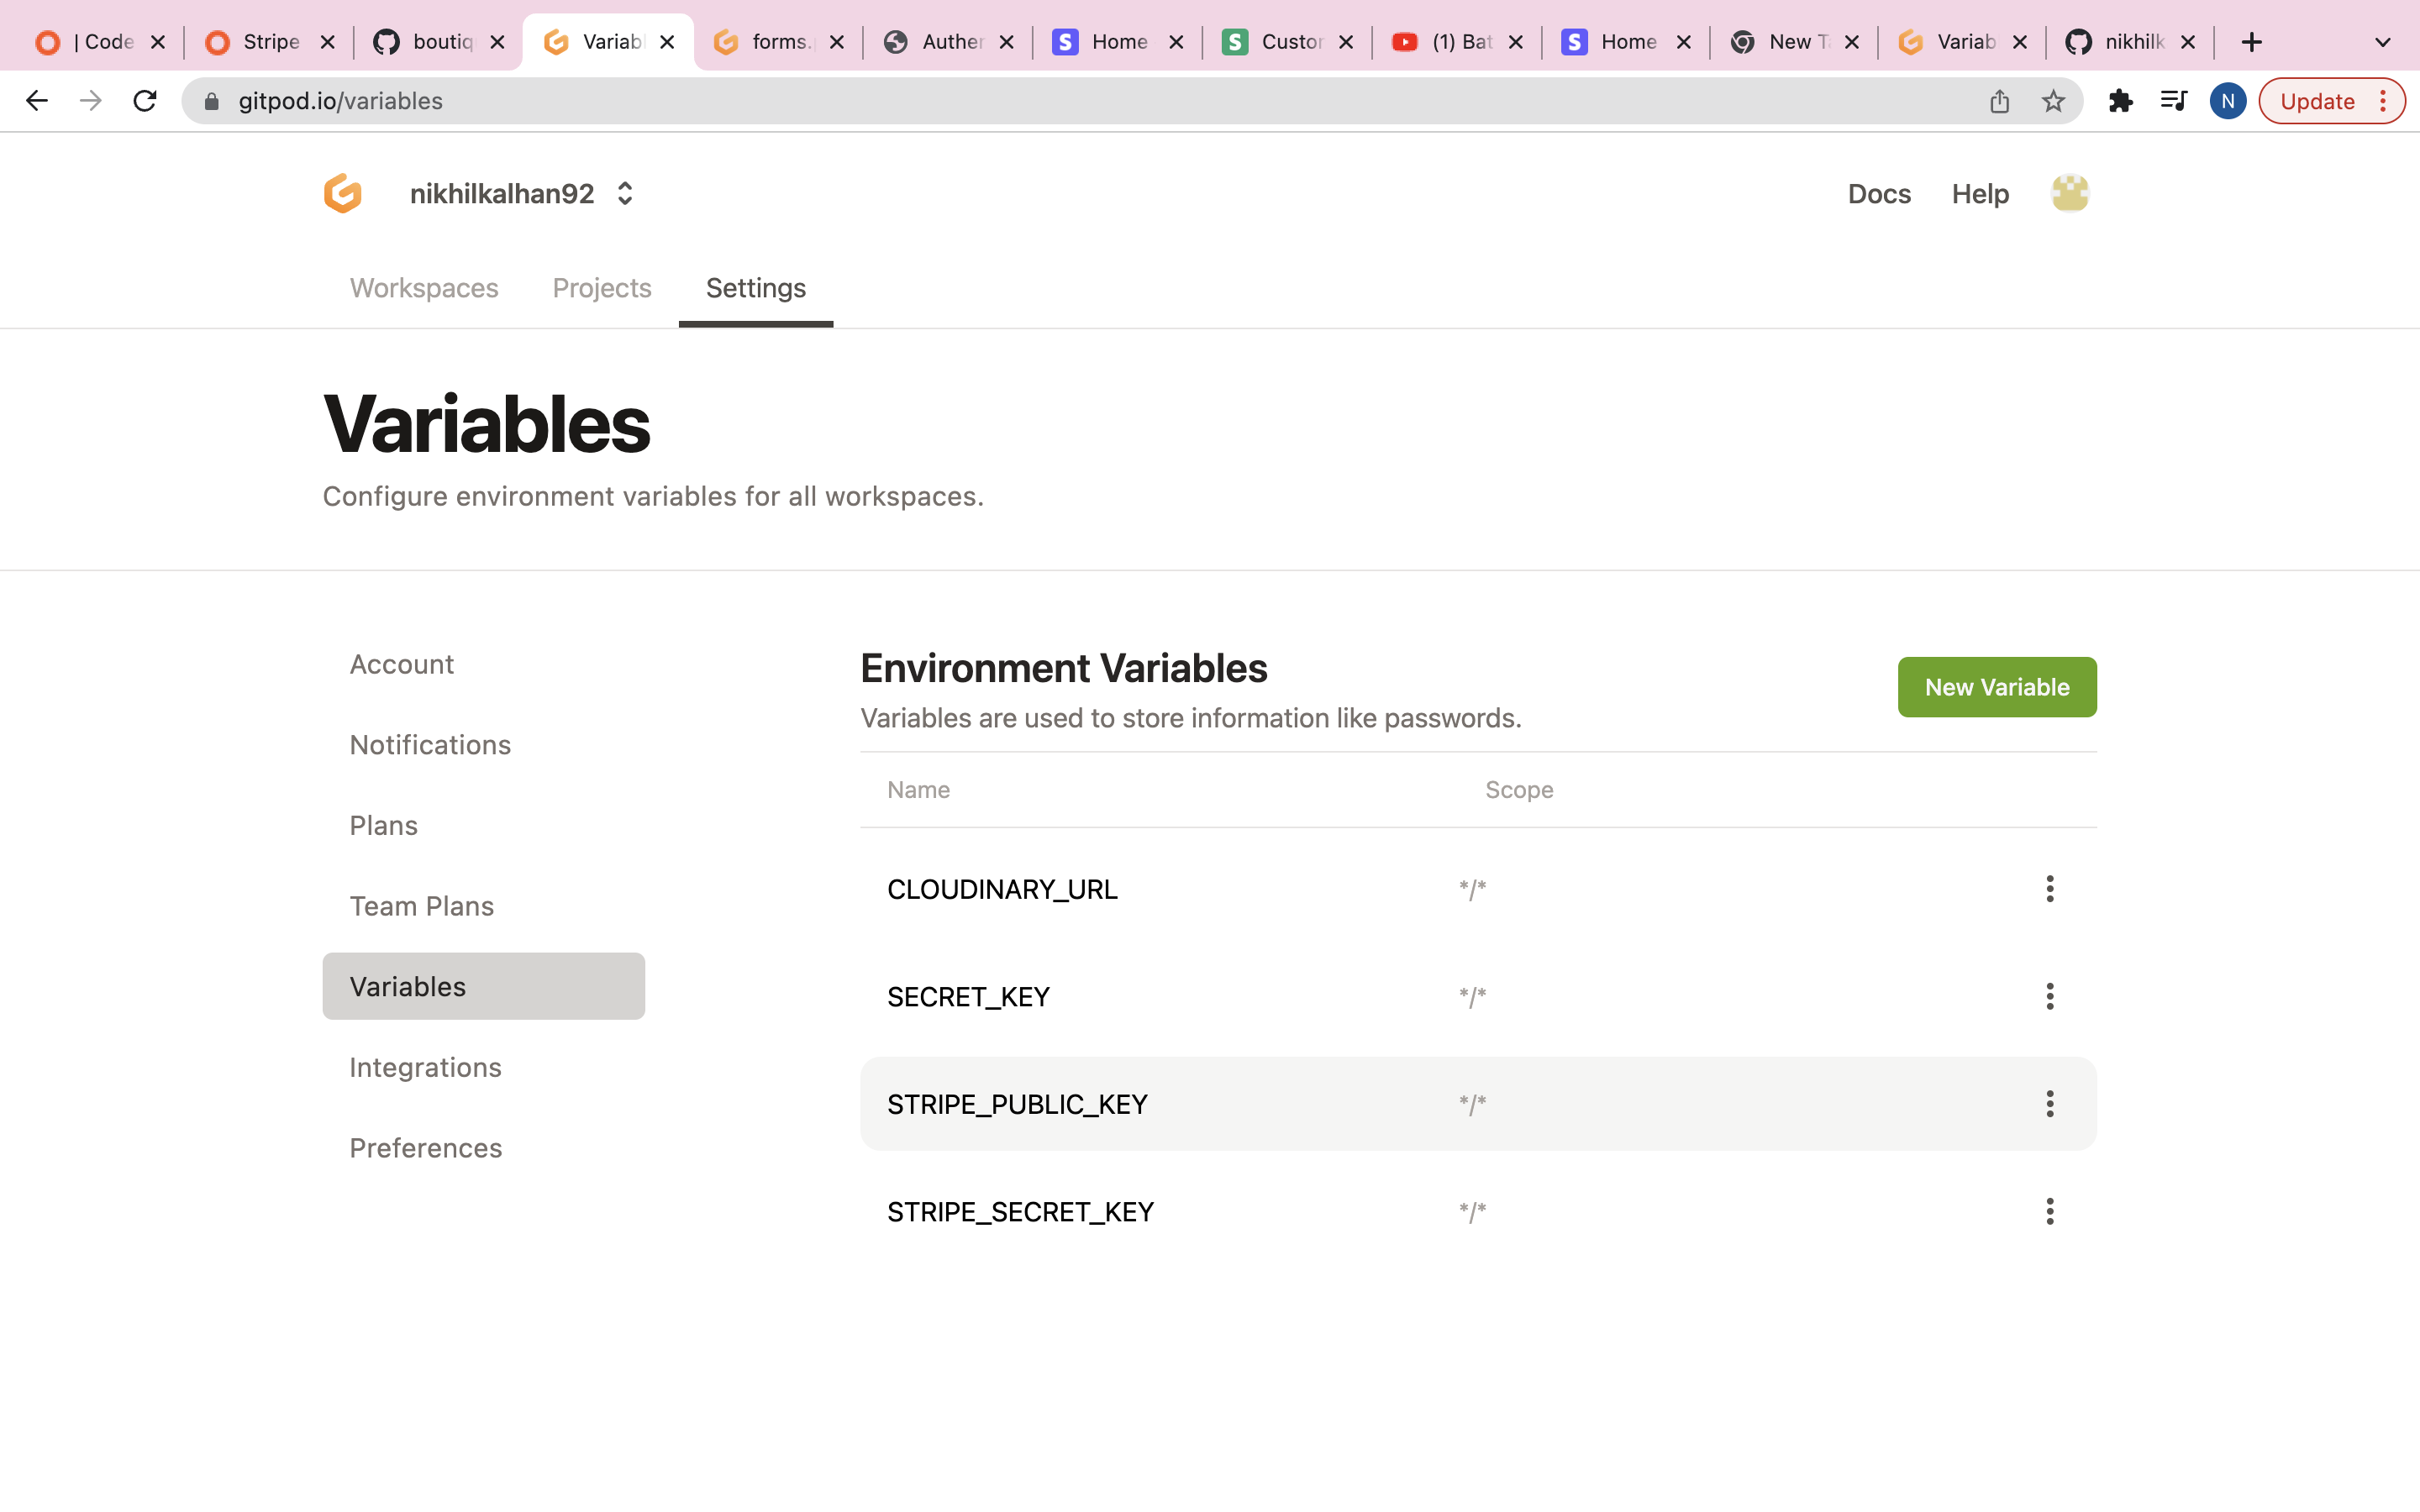 | Code
Stripe
boutiq
Variab
forms.
Auther
Home
Custor
(1) Bat
Home
New T
Variab
nikhilk
gitpod.io/variables
N
Update
nikhilkalhan92
Docs
Help
Workspaces
Projects
Settings
Variables
Configure environment variables for all workspaces.
Account
Notifications
Plans
Team Plans
Variables
Integrations
Preferences
Environment Variables
Variables are used to store information like passwords.
New Variable
Name
Scope
CLOUDINARY_URL
*/*
SECRET_KEY
*/*
STRIPE_PUBLIC_KEY
*/*
STRIPE_SECRET_KEY
*/*